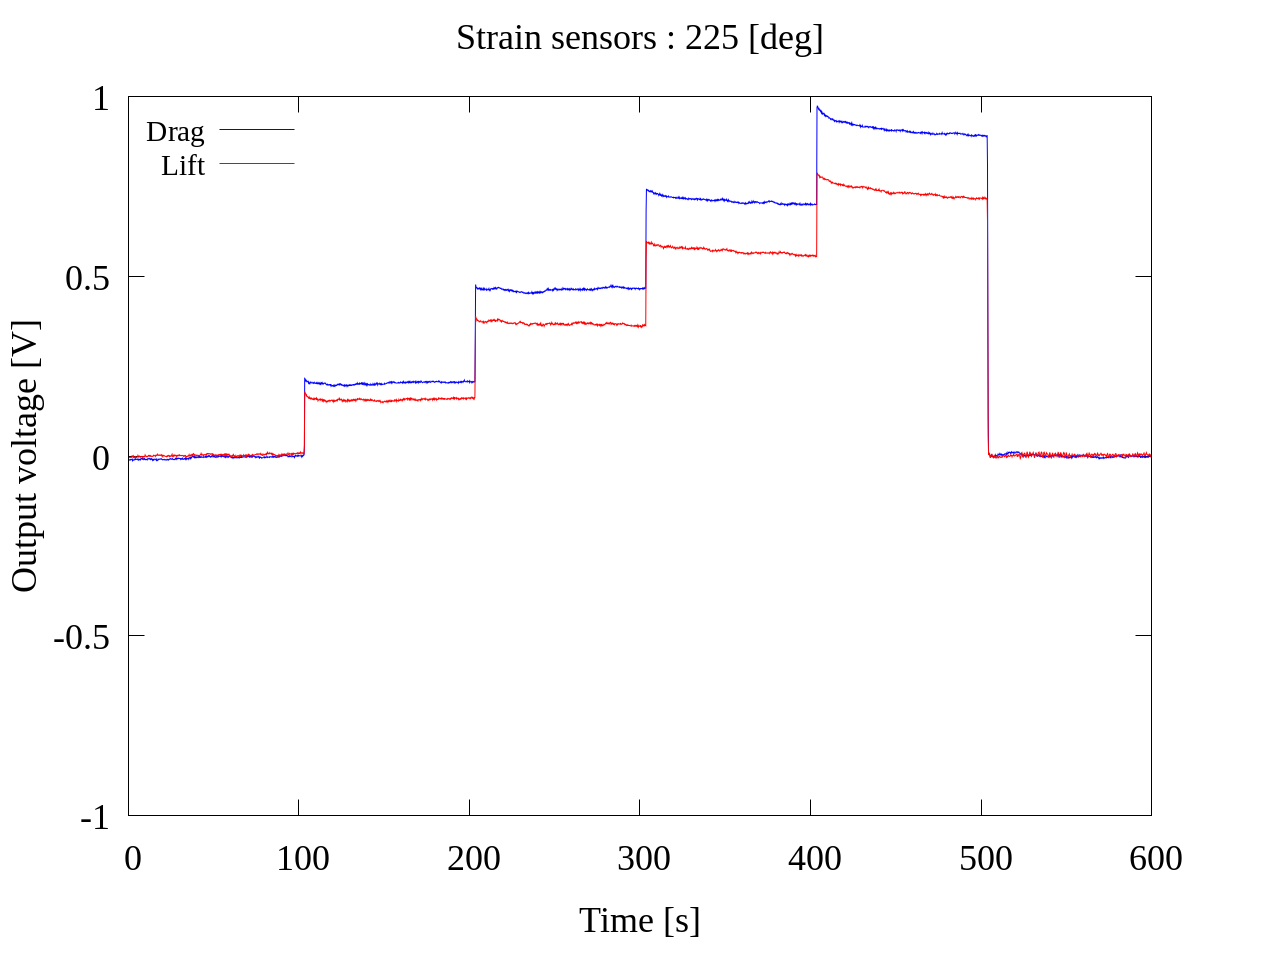 Strain sensors : 225 [deg]
1
0.5
0
-0.5
-1
Drag
Lift
Output voltage [V]
0 100 200 300 400 500 600
Time [s]